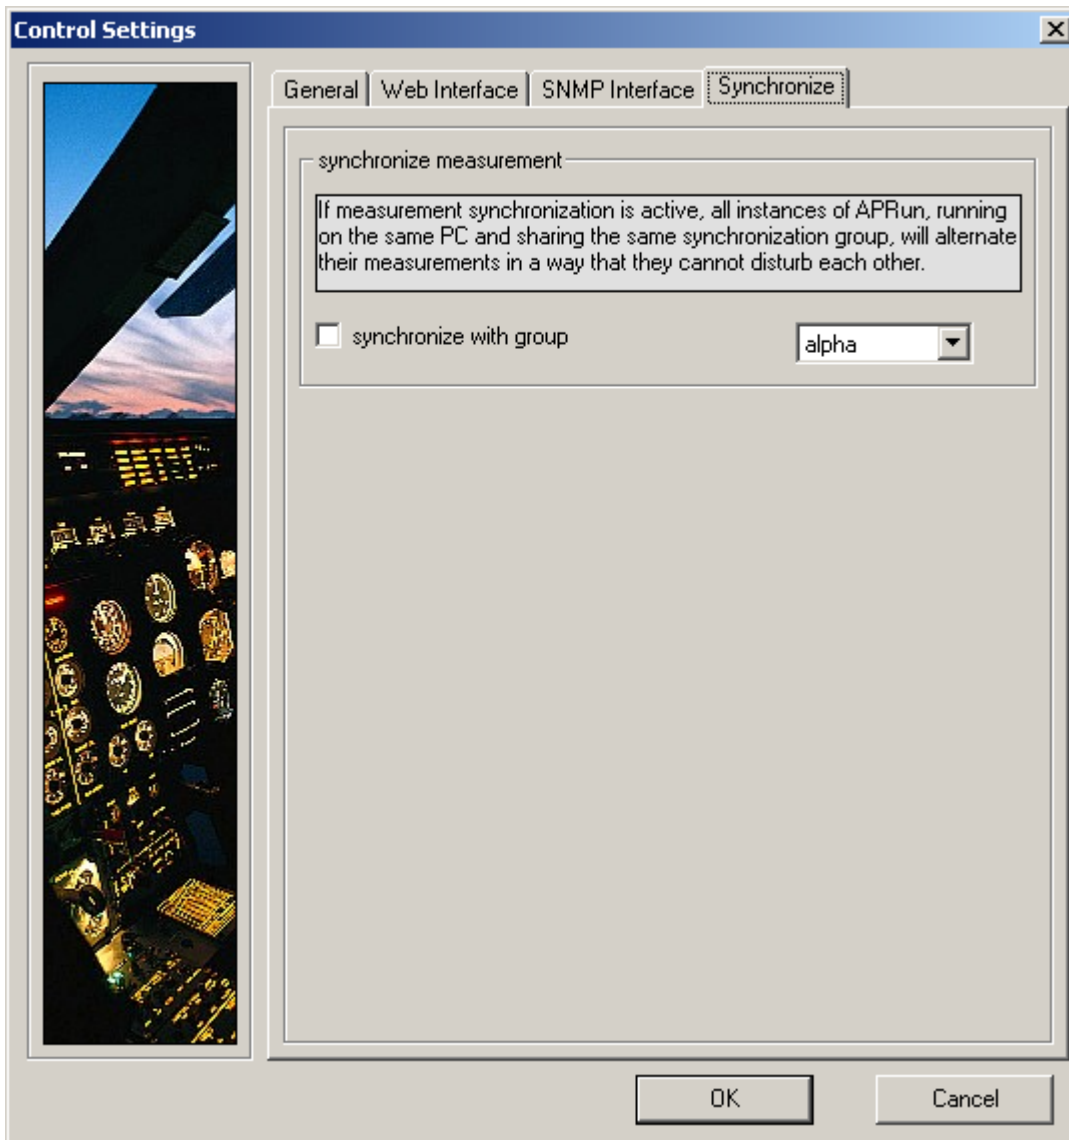 Control Settings
General
Web Interface
SNMP Interface
Synchronize
synchronize measurement
If measurement synchronization is active, all instances of APRun, running
on the same PC and sharing the same synchronization group, will alternate
their measurements in a way that they cannot disturb each other.
synchronize with group
alpha
OK
Cancel